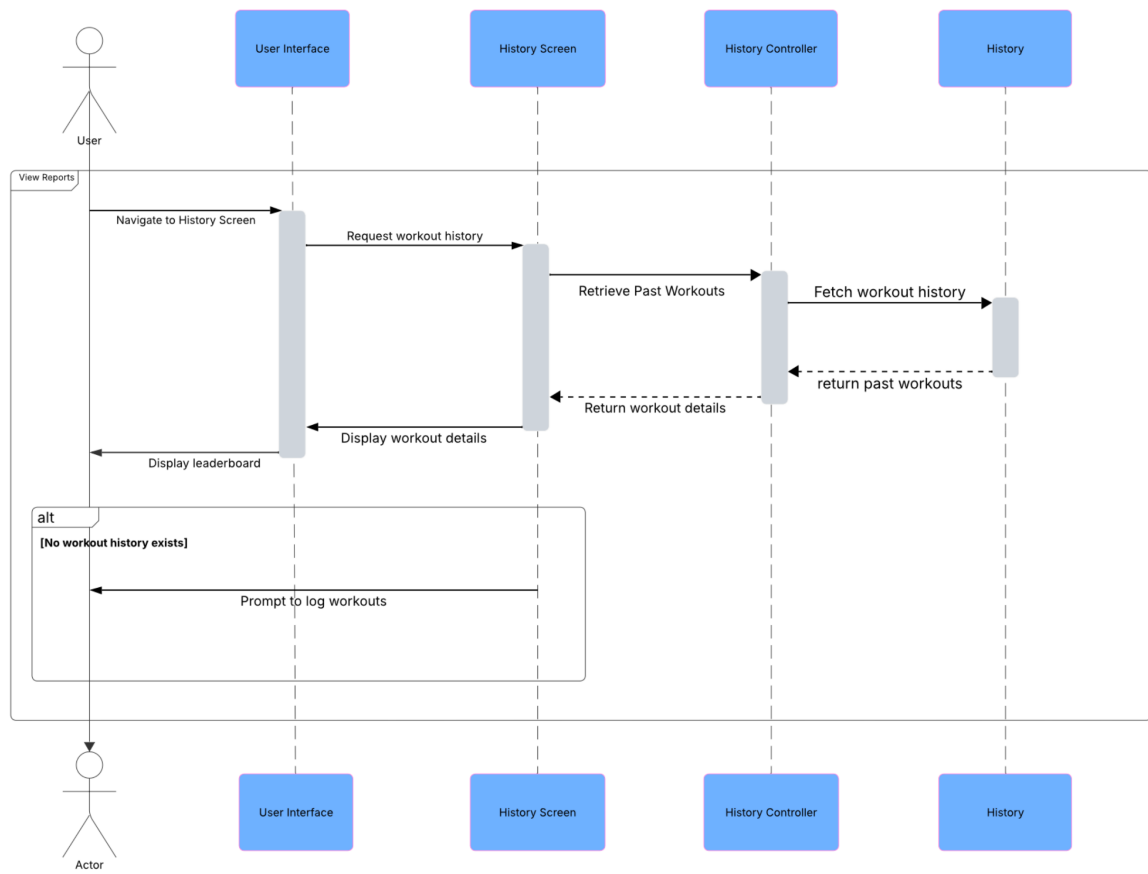 User Interface
History Screen
History Controller
History
User
View Reports
Navigate to History Screen
Request workout history
Retrieve Past Workouts
Fetch workout history
return past workouts
Return workout details
Display workout details
Display leaderboard
alt
[No workout history exists]
Prompt to log workouts
User Interface
History Screen
History Controller
History
Actor